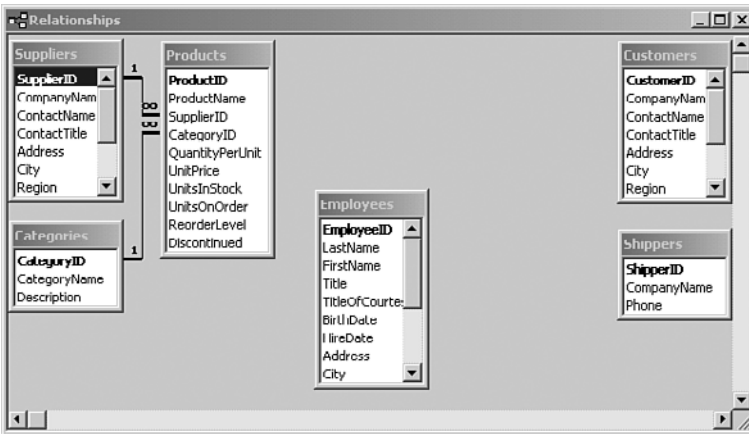 Relationships
Suppliers
SupplierID
CompanyNam
ContactName
ContactTitle
Address
City
Region
1
∞
∞
1
Products
ProductID
ProductName
SupplierID
CategoryID
QuantityPerUnit
UnitPrice
UnitsInStock
UnitsOnOrder
ReorderLevel
Discontinued
Categories
CategoryID
CategoryName
Description
Employees
EmployeeID
LastName
FirstName
Title
TitleOfCourte
BirthDate
HireDate
Address
City
Customers
CustomerID
CompanyNam
ContactName
ContactTitle
Address
City
Region
Shippers
ShipperID
CompanyName
Phone